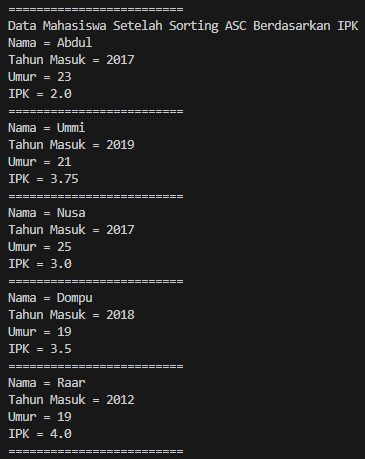 =========================
Data Mahasiswa Setelah Sorting ASC Berdasarkan IPK
Nama = Abdul
Tahun Masuk = 2017
Umur = 23
IPK = 2.0
=========================
Nama = Ummi
Tahun Masuk = 2019
Umur = 21
IPK = 3.75
=========================
Nama = Nusa
Tahun Masuk = 2017
Umur = 25
IPK = 3.0
=========================
Nama = Dompu
Tahun Masuk = 2018
Umur = 19
IPK = 3.5
=========================
Nama = Raar
Tahun Masuk = 2012
Umur = 19
IPK = 4.0
=========================